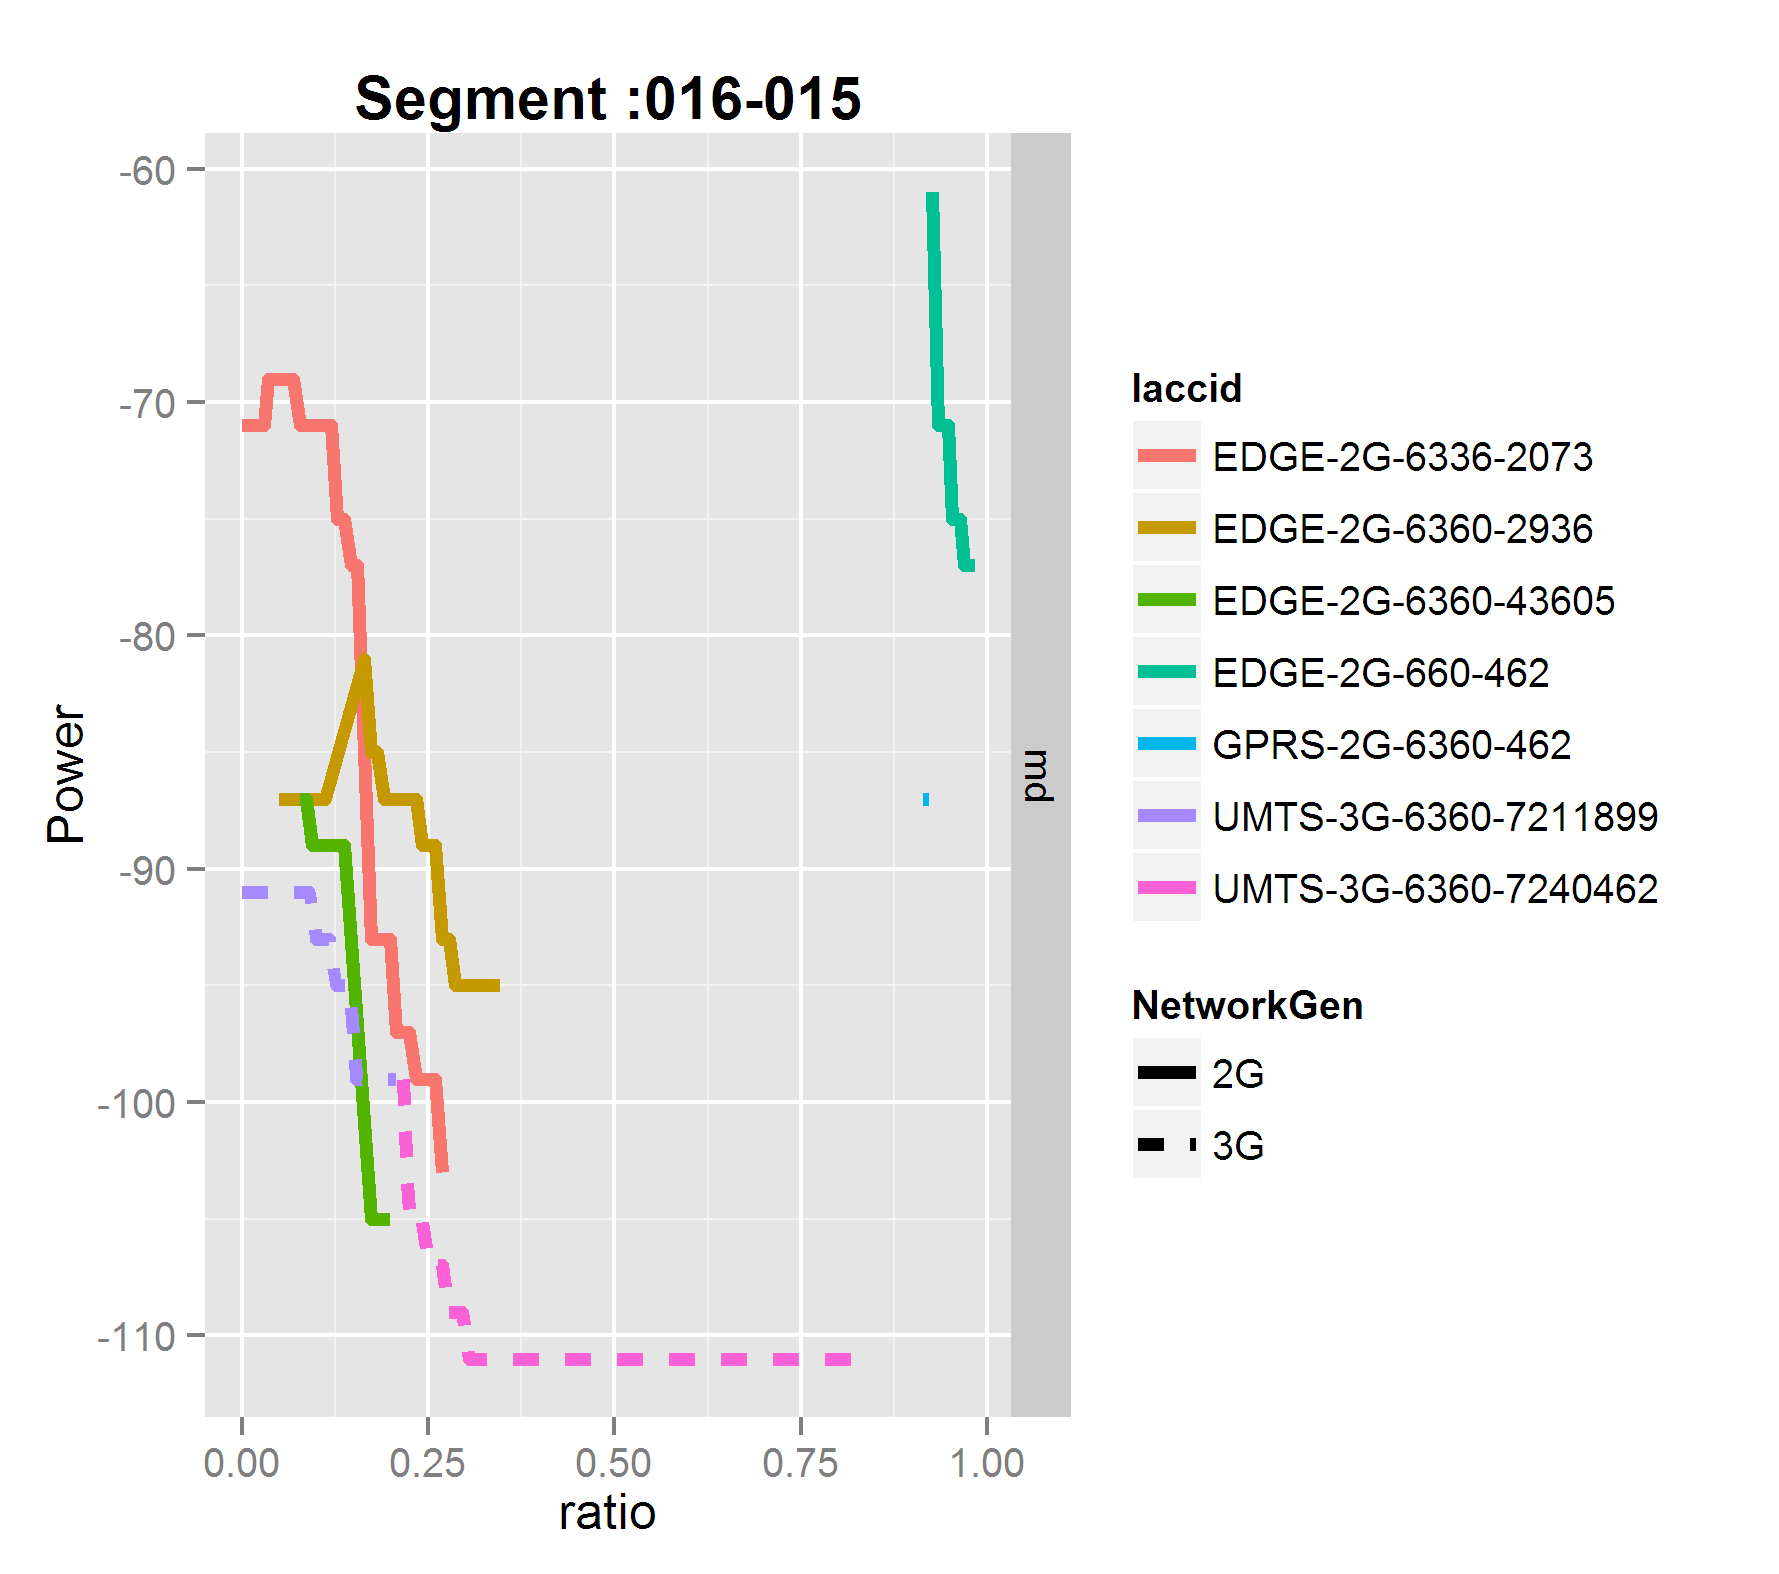 Segment :016-015
-60
-70
-80
-90
-100
-110
Power
0.00 0.25 0.50 0.75 1.00
ratio
md
laccid
EDGE-2G-6336-2073
EDGE-2G-6360-2936
EDGE-2G-6360-43605
EDGE-2G-660-462
GPRS-2G-6360-462
UMTS-3G-6360-7211899
UMTS-3G-6360-7240462
NetworkGen
2G
3G